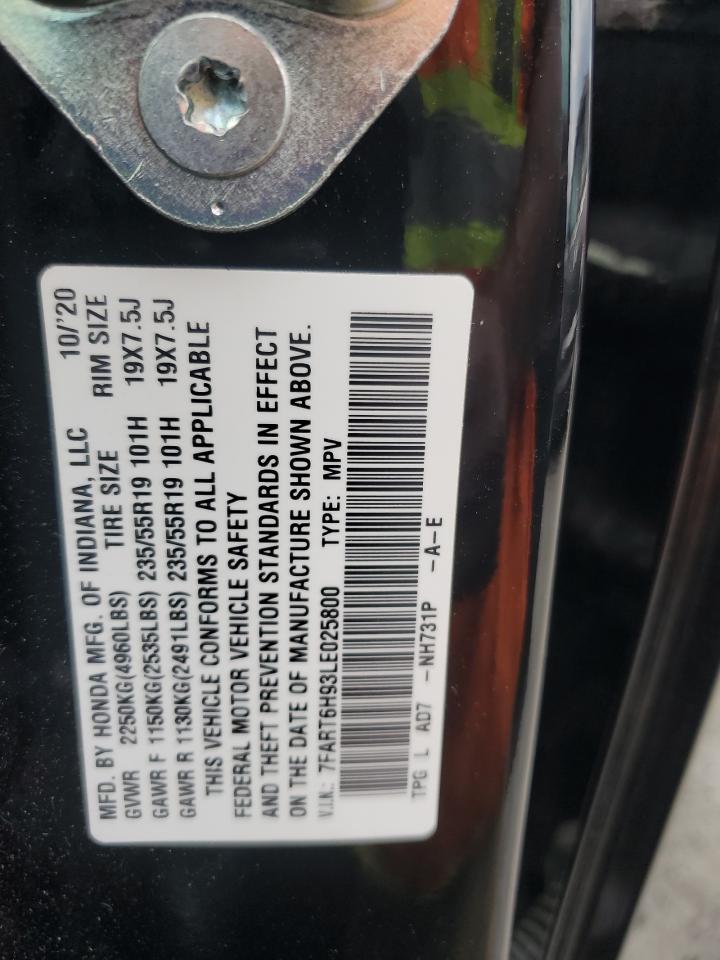 MFD. BY HONDA MFG. OF INDIANA, LLC 10/'20
GVWR 2250KG(4960LBS) TIRE SIZE RIM SIZE
GAWR F 1150KG(2535LBS) 235/55R19 101H 19X7.5J
GAWR R 1130KG(2491LBS) 235/55R19 101H 19X7.5J
THIS VEHICLE CONFORMS TO ALL APPLICABLE
FEDERAL MOTOR VEHICLE SAFETY
AND THEFT PREVENTION STANDARDS IN EFFECT
ON THE DATE OF MANUFACTURE SHOWN ABOVE.
V.I.N.: 7FART6H93LE025800 TYPE: MPV
TPG L AD7 -NH731P -A-E